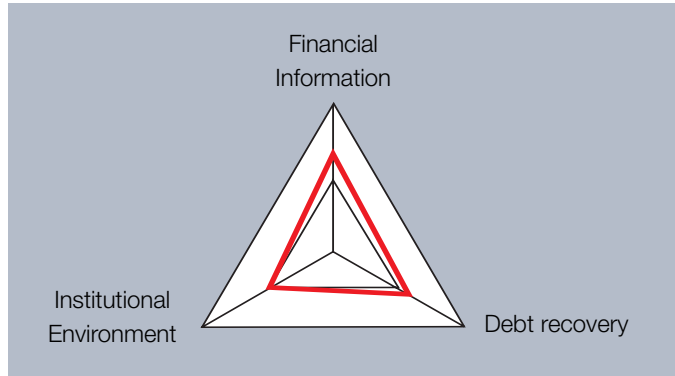 Financial
Information
Institutional
Environment
Debt recovery